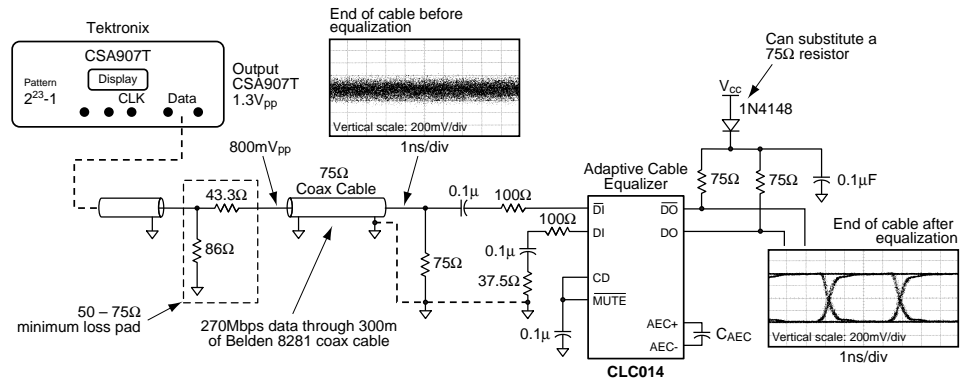 Tektronix
CSA907T
Display
Pattern
2²³-1
CLK
Data
Output
CSA907T
1.3Vpp
End of cable before
equalization
Vertical scale: 200mV/div
1ns/div
Can substitute a
75Ω resistor
VCC
1N4148
75Ω
75Ω
0.1µF
800mVpp
75Ω
Coax Cable
43.3Ω
86Ω
50 – 75Ω
minimum loss pad
270Mbps data through 300m
of Belden 8281 coax cable
75Ω
0.1µ
100Ω
100Ω
0.1µ
37.5Ω
0.1µ
Adaptive Cable
Equalizer
D̅I̅
DI
CD
M̅U̅T̅E̅
D̅O̅
DO
AEC+
AEC-
CAEC
CLC014
End of cable after
equalization
Vertical scale: 200mV/div
1ns/div